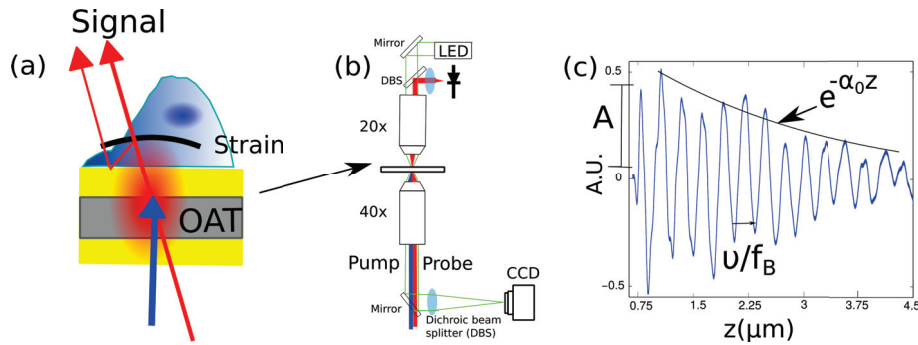 (a)
Signal
Strain
OAT
(b)
Mirror
LED
DBS
20x
40x
Pump
Probe
CCD
Mirror
Dichroic beam
splitter (DBS)
(c)
0.5
A
e^{-α₀z}
A.U.
0
υ/f_B
-0.5
0.75 1.5 2.25 3 3.75 4.5
z(μm)